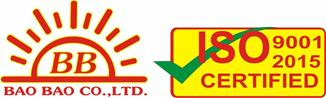 BB
BAO BAO CO.,LTD.
ISO 9001
2015
CERTIFIED